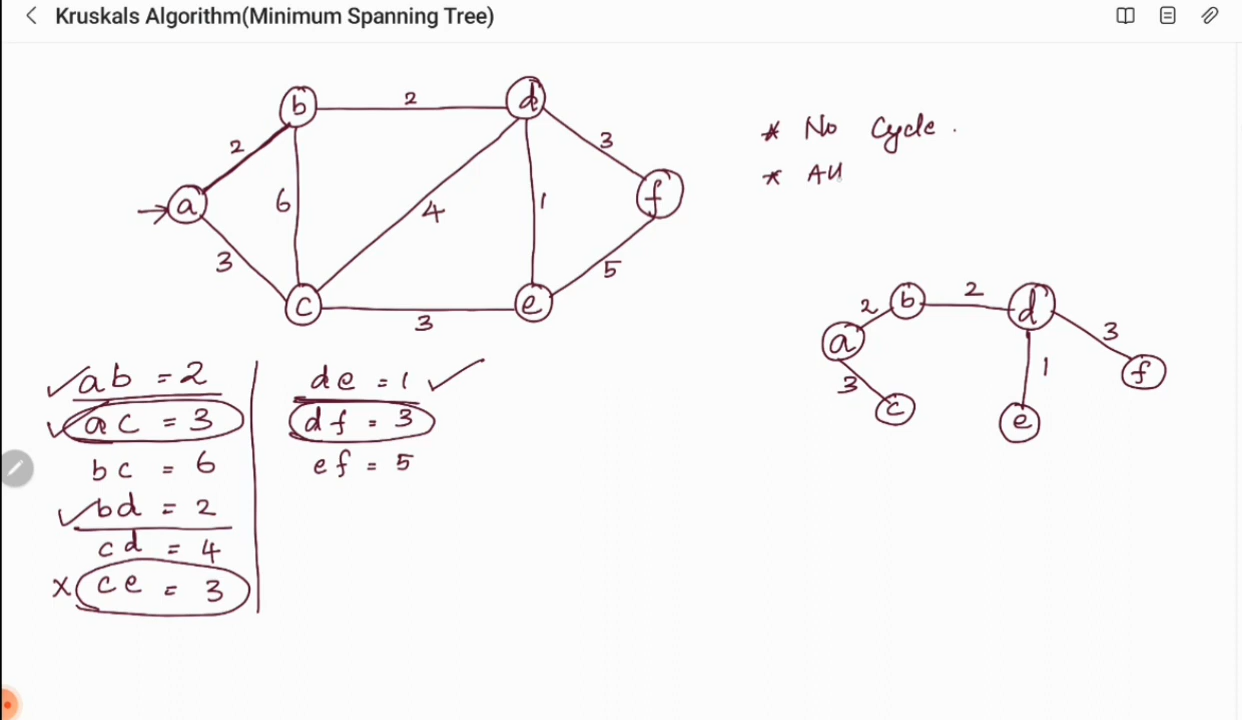 Kruskals Algorithm(Minimum Spanning Tree)
b
2
d
2
3
* No Cycle.
* All
a
6
4
1
f
3
5
c
3
e
b
2
d
2
3
a
3
1
f
c
e
✓ab = 2
✓ac = 3
bc = 6
✓bd = 2
cd = 4
x ce = 3
de = 1 ✓
df = 3
ef = 5